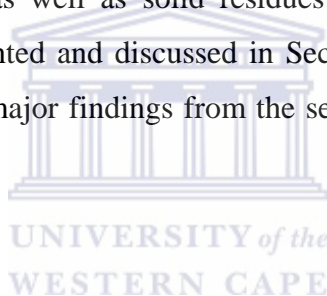 as well as solid residues
nted and discussed in Sec
major findings from the se
UNIVERSITY of the
WESTERN CAPE